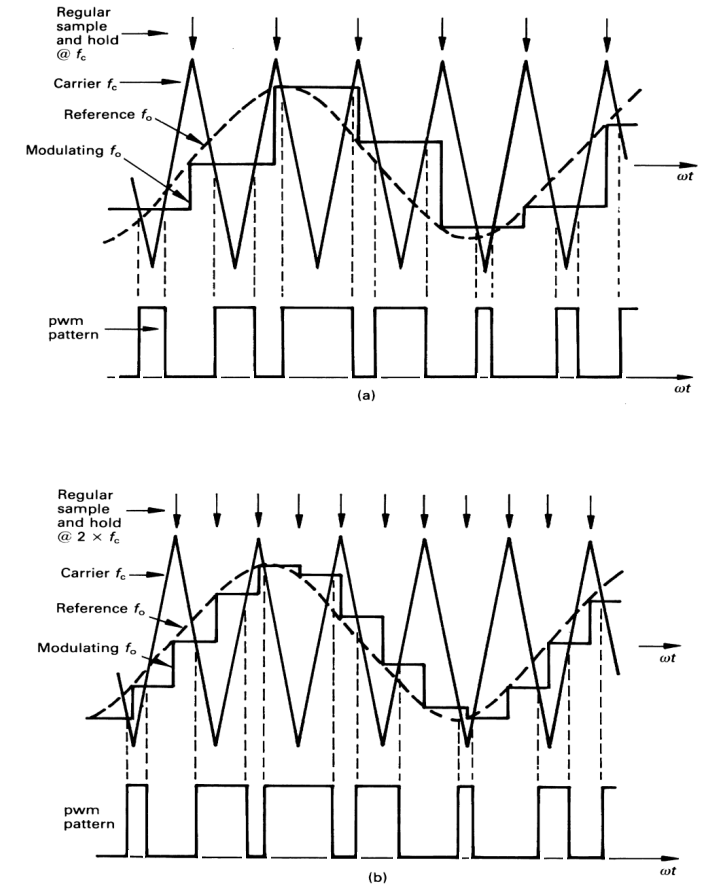 Regular
sample
and hold
@ fc
Carrier fc
Reference fo
Modulating fo
ωt
pwm
pattern
ωt
(a)
Regular
sample
and hold
@ 2 × fc
Carrier fc
Reference fo
Modulating fo
ωt
pwm
pattern
ωt
(b)